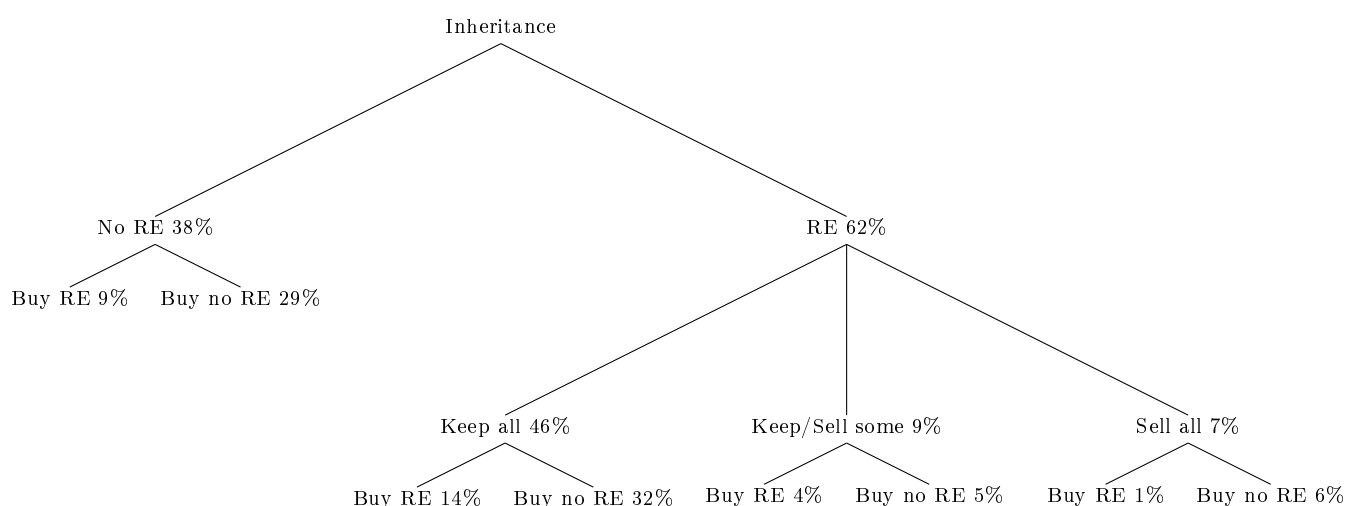 Inheritance
No RE 38%
RE 62%
Buy RE 9%
Buy no RE 29%
Keep all 46%
Keep/Sell some 9%
Sell all 7%
Buy RE 14%
Buy no RE 32%
Buy RE 4%
Buy no RE 5%
Buy RE 1%
Buy no RE 6%